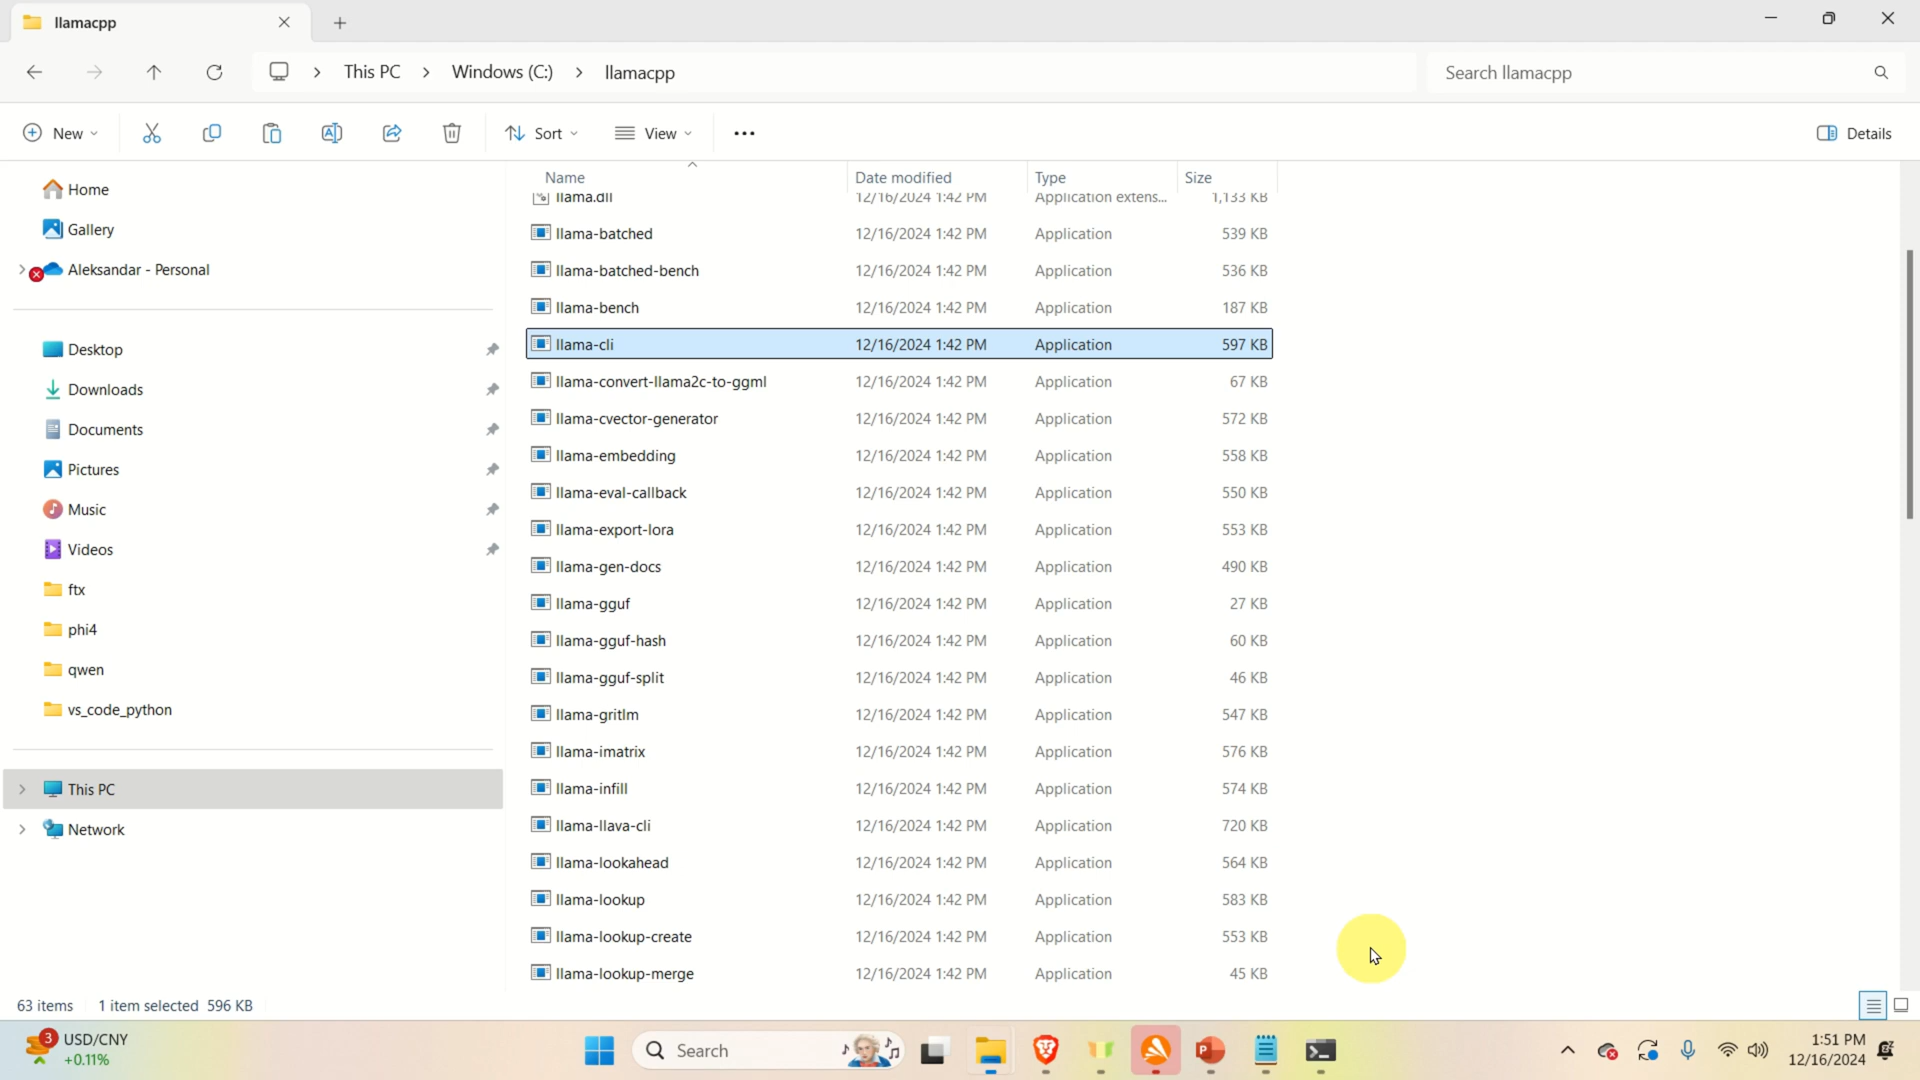 llamacpp
This PC
Windows (C:)
llamacpp
Search llamacpp
New
Sort
View
Details
Home
Gallery
Aleksandar - Personal
Desktop
Downloads
Documents
Pictures
Music
Videos
ftx
phi4
qwen
vs_code_python
This PC
Network
Name Date modified Type Size
llama.dll 12/16/2024 1:42 PM Application extens... 1,133 KB
llama-batched 12/16/2024 1:42 PM Application 539 KB
llama-batched-bench 12/16/2024 1:42 PM Application 536 KB
llama-bench 12/16/2024 1:42 PM Application 187 KB
llama-cli 12/16/2024 1:42 PM Application 597 KB
llama-convert-llama2c-to-ggml 12/16/2024 1:42 PM Application 67 KB
llama-cvector-generator 12/16/2024 1:42 PM Application 572 KB
llama-embedding 12/16/2024 1:42 PM Application 558 KB
llama-eval-callback 12/16/2024 1:42 PM Application 550 KB
llama-export-lora 12/16/2024 1:42 PM Application 553 KB
llama-gen-docs 12/16/2024 1:42 PM Application 490 KB
llama-gguf 12/16/2024 1:42 PM Application 27 KB
llama-gguf-hash 12/16/2024 1:42 PM Application 60 KB
llama-gguf-split 12/16/2024 1:42 PM Application 46 KB
llama-gritlm 12/16/2024 1:42 PM Application 547 KB
llama-imatrix 12/16/2024 1:42 PM Application 576 KB
llama-infill 12/16/2024 1:42 PM Application 574 KB
llama-llava-cli 12/16/2024 1:42 PM Application 720 KB
llama-lookahead 12/16/2024 1:42 PM Application 564 KB
llama-lookup 12/16/2024 1:42 PM Application 583 KB
llama-lookup-create 12/16/2024 1:42 PM Application 553 KB
llama-lookup-merge 12/16/2024 1:42 PM Application 45 KB
63 items 1 item selected 596 KB
3
USD/CNY
+0.11%
Search
1:51 PM
12/16/2024